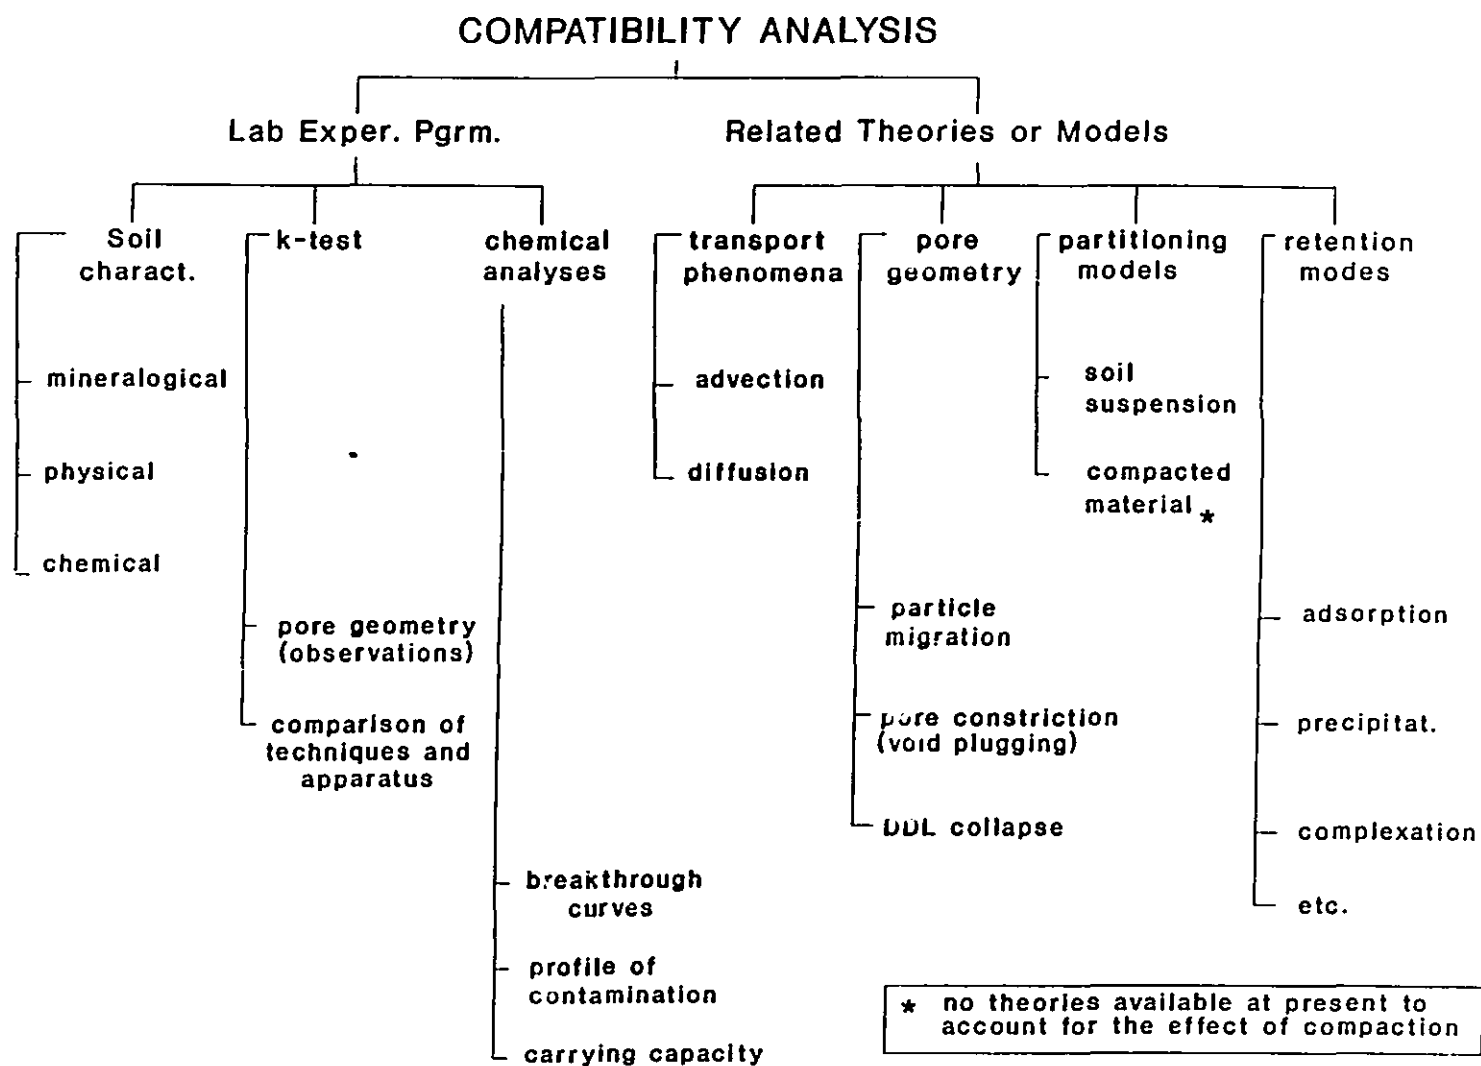 COMPATIBILITY ANALYSIS
Lab Exper. Pgrm.
Related Theories or Models
Soil
charact.
mineralogical
physical
chemical
k-test
pore geometry
(observations)
comparison of
techniques and
apparatus
chemical
analyses
breakthrough
curves
profile of
contamination
carrying capacity
transport
phenomena
advection
diffusion
pore
geometry
particle
migration
pore constriction
(void plugging)
DDL collapse
partitioning
models
soil
suspension
compacted
material *
retention
modes
adsorption
precipitat.
complexation
etc.
* no theories available at present to
account for the effect of compaction